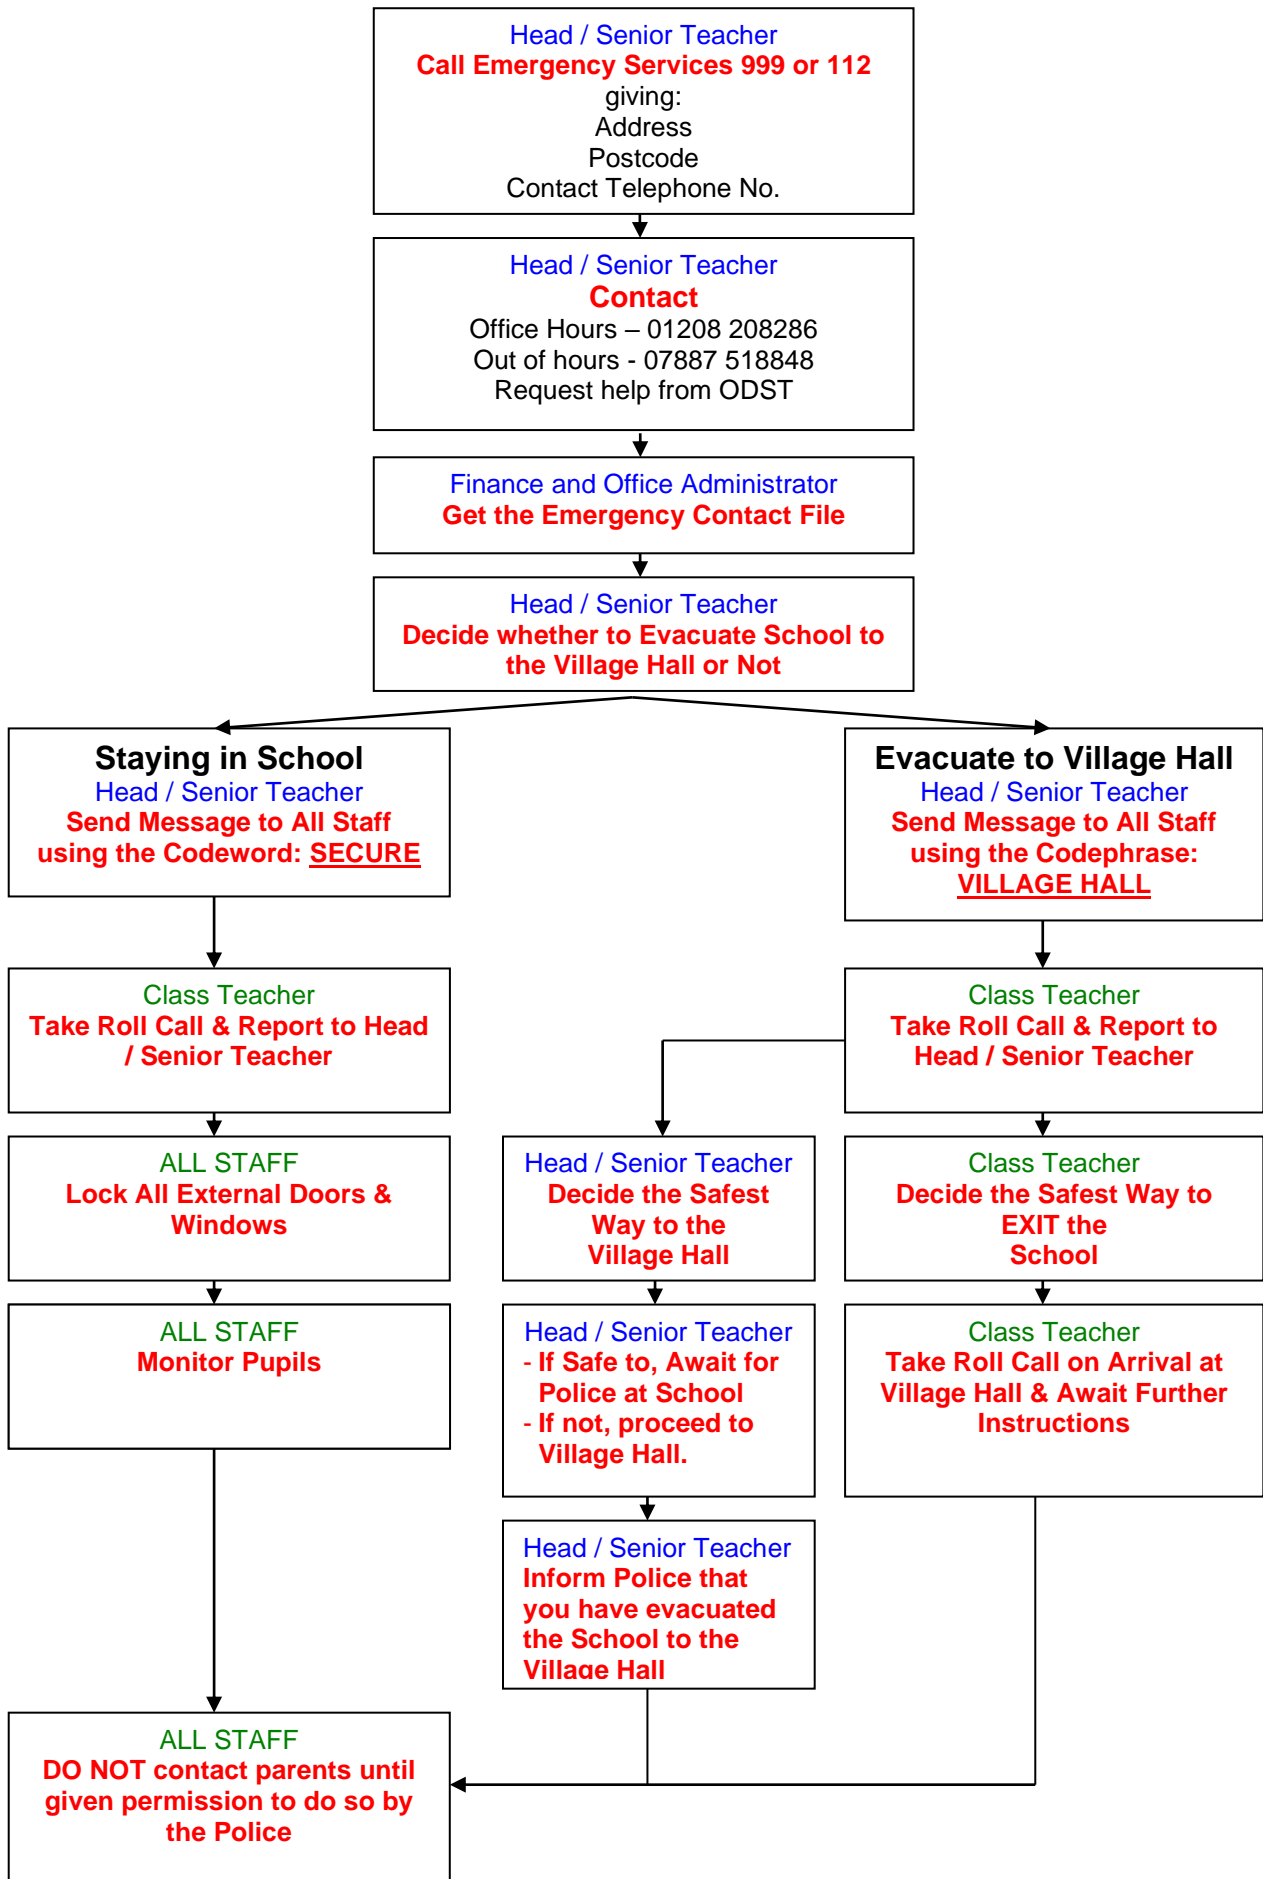 Head / Senior Teacher
Call Emergency Services 999 or 112
giving:
Address
Postcode
Contact Telephone No.
Head / Senior Teacher
Contact
Office Hours – 01208 208286
Out of hours - 07887 518848
Request help from ODST
Finance and Office Administrator
Get the Emergency Contact File
Head / Senior Teacher
Decide whether to Evacuate School to
the Village Hall or Not
Staying in School
Head / Senior Teacher
Send Message to All Staff
using the Codeword: SECURE
Evacuate to Village Hall
Head / Senior Teacher
Send Message to All Staff
using the Codephrase:
VILLAGE HALL
Class Teacher
Take Roll Call & Report to Head
/ Senior Teacher
Class Teacher
Take Roll Call & Report to
Head / Senior Teacher
ALL STAFF
Lock All External Doors &
Windows
Head / Senior Teacher
Decide the Safest
Way to the
Village Hall
Class Teacher
Decide the Safest Way to
EXIT the
School
ALL STAFF
Monitor Pupils
Head / Senior Teacher
- If Safe to, Await for
Police at School
- If not, proceed to
Village Hall.
Class Teacher
Take Roll Call on Arrival at
Village Hall & Await Further
Instructions
Head / Senior Teacher
Inform Police that
you have evacuated
the School to the
Village Hall
ALL STAFF
DO NOT contact parents until
given permission to do so by
the Police